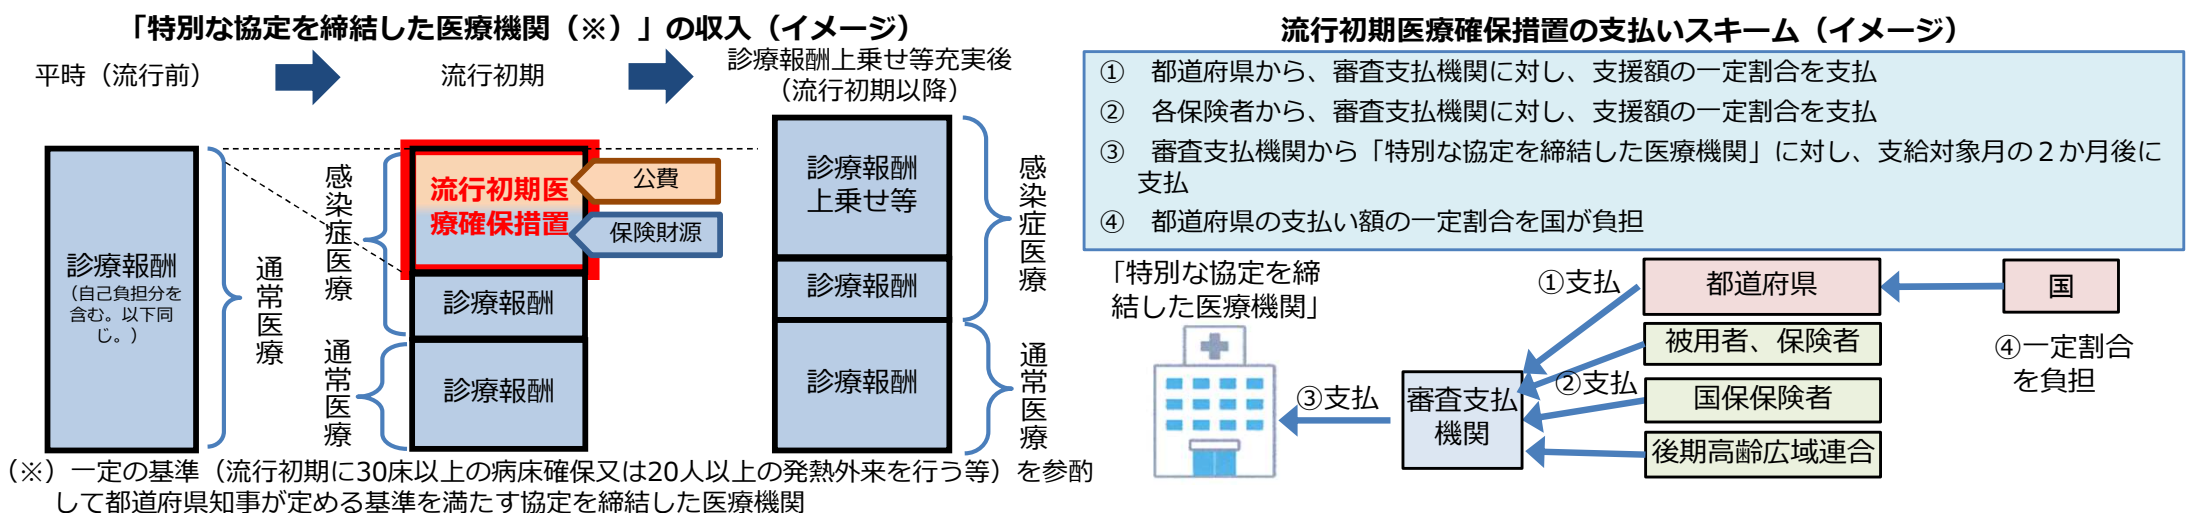 「特別な協定を締結した医療機関（※）」の収入（イメージ）
平時（流行前）
流行初期
診療報酬上乗せ等充実後
（流行初期以降）
診療報酬
（自己負担分を
含む。以下同
じ。）
通常医療
感染症医療
通常医療
流行初期医
療確保措置
公費
保険財源
診療報酬
診療報酬
診療報酬
上乗せ等
診療報酬
診療報酬
感染症医療
通常医療
（※）一定の基準（流行初期に30床以上の病床確保又は20人以上の発熱外来を行う等）を参酌
して都道府県知事が定める基準を満たす協定を締結した医療機関
流行初期医療確保措置の支払いスキーム（イメージ）
① 都道府県から、審査支払機関に対し、支援額の一定割合を支払
② 各保険者から、審査支払機関に対し、支援額の一定割合を支払
③ 審査支払機関から「特別な協定を締結した医療機関」に対し、支給対象月の２か月後に
支払
④ 都道府県の支払い額の一定割合を国が負担
「特別な協定を締
結した医療機関」
③支払
審査支払
機関
①支払
②支払
都道府県
被用者、保険者
国保保険者
後期高齢広域連合
国
④一定割合
を負担